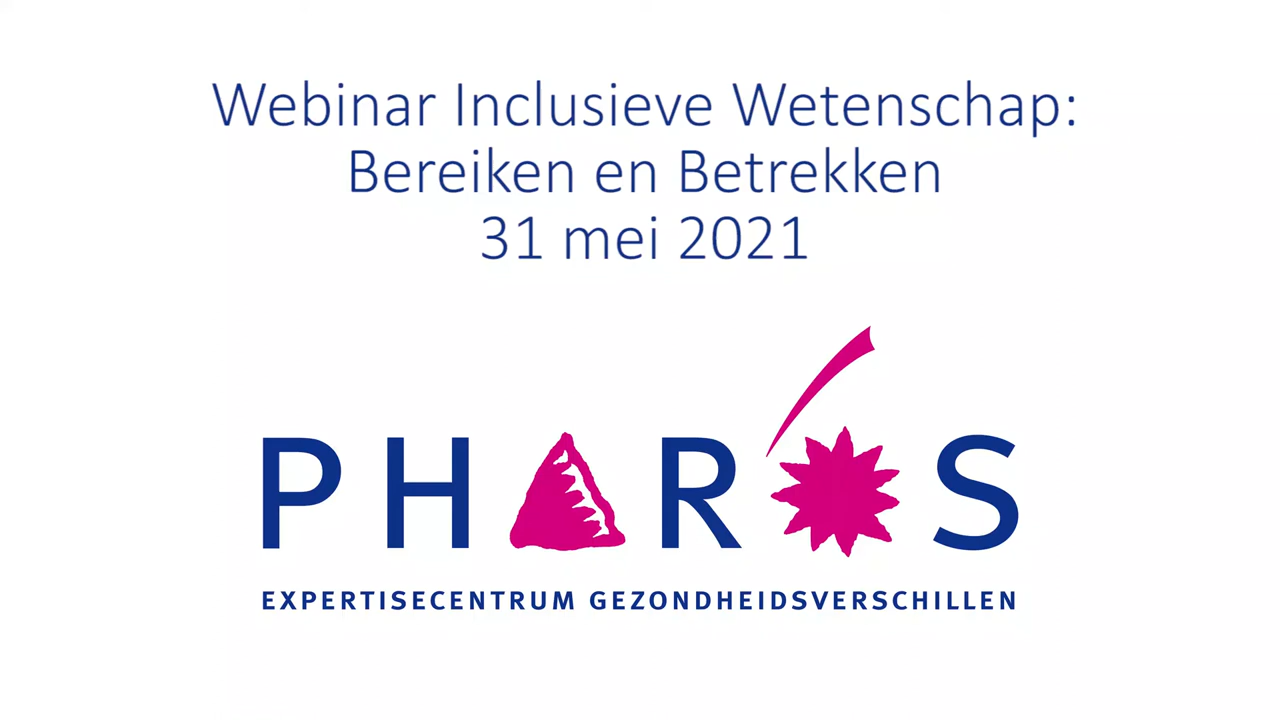 Webinar Inclusieve Wetenschap:
Bereiken en Betrekken
31 mei 2021
PHAROS
EXPERTISECENTRUM GEZONDHEIDSVERSCHILLEN